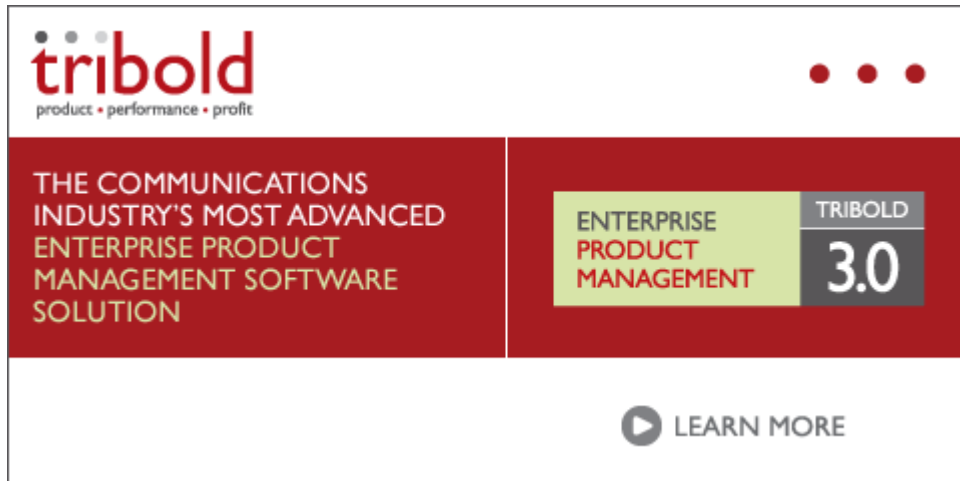 tribold
product • performance • profit
THE COMMUNICATIONS
INDUSTRY'S MOST ADVANCED
ENTERPRISE PRODUCT
MANAGEMENT SOFTWARE
SOLUTION
ENTERPRISE
PRODUCT
MANAGEMENT
TRIBOLD
3.0
LEARN MORE